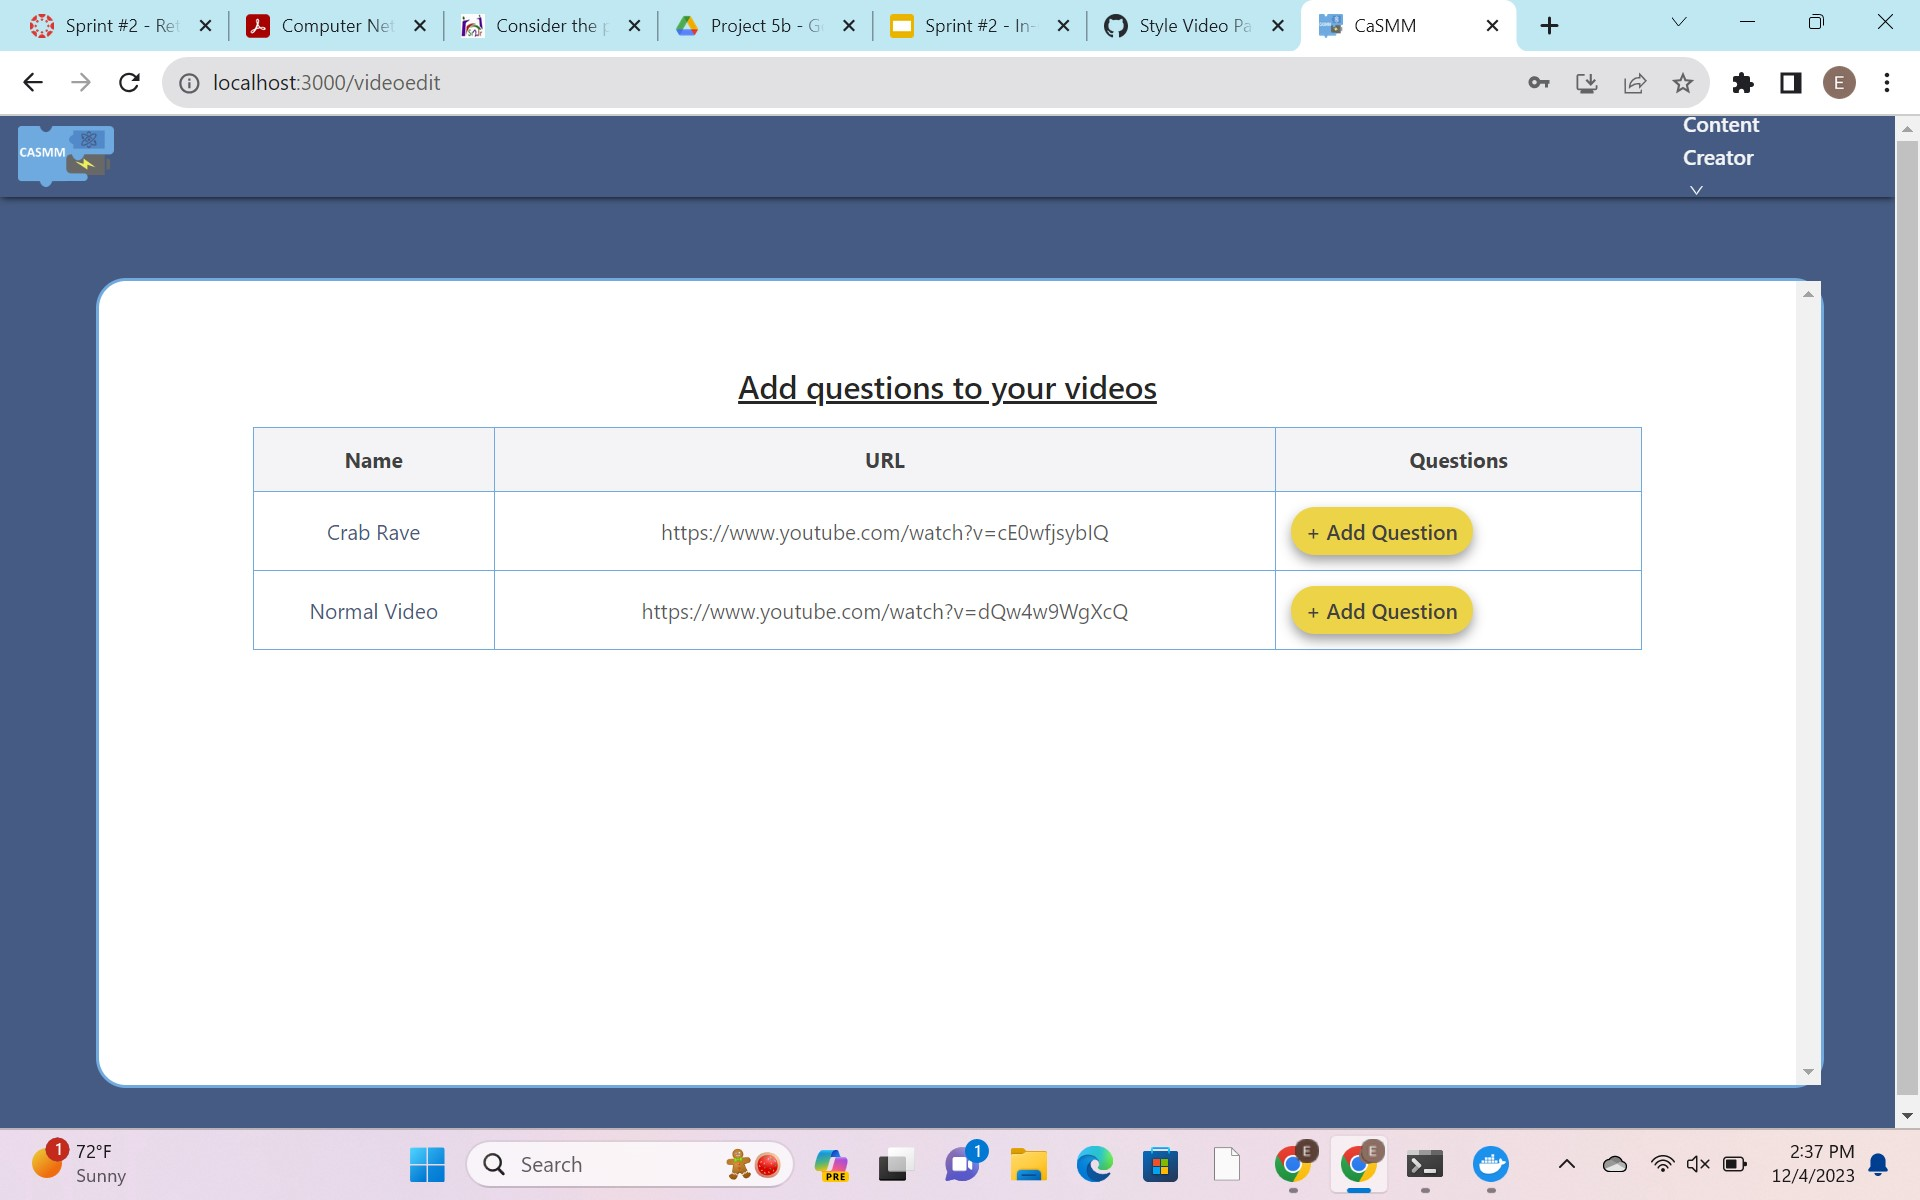 Sprint #2 - Ret
Computer Net
Consider the p
Project 5b - G
Sprint #2 - In-
Style Video Pa
CaSMM
localhost:3000/videoedit
E
CASMM
Content
Creator
Add questions to your videos
Name URL Questions
Crab Rave https://www.youtube.com/watch?v=cE0wfjsybIQ + Add Question
Normal Video https://www.youtube.com/watch?v=dQw4w9WgXcQ + Add Question
1
72°F
Sunny
Search
PRE
1
E
E
2:37 PM
12/4/2023